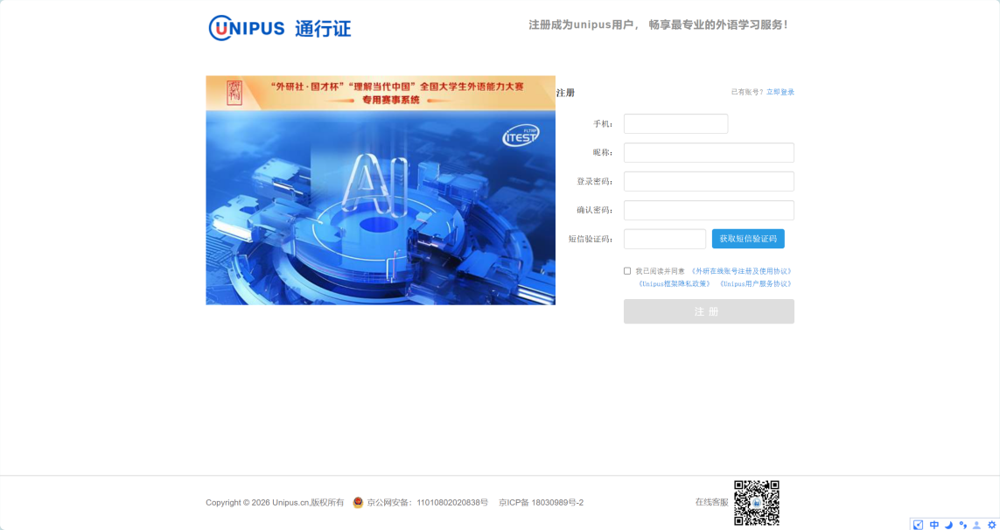 UNIPUS 通行证
注册成为unipus用户， 畅享最专业的外语学习服务！
“外研社·国才杯”“理解当代中国”全国大学生外语能力大赛
专用赛事系统
FLTRP
iTEST
AI
注册
已有账号？立即登录
手机：
昵称：
登录密码：
确认密码：
短信验证码：
获取短信验证码
我已阅读并同意 《外研在线账号注册及使用协议》
《Unipus框架隐私政策》 《Unipus用户服务协议》
注 册
Copyright © 2026 Unipus.cn,版权所有 京公网安备：11010802020838号 京ICP备 18030989号-2
在线客服
中